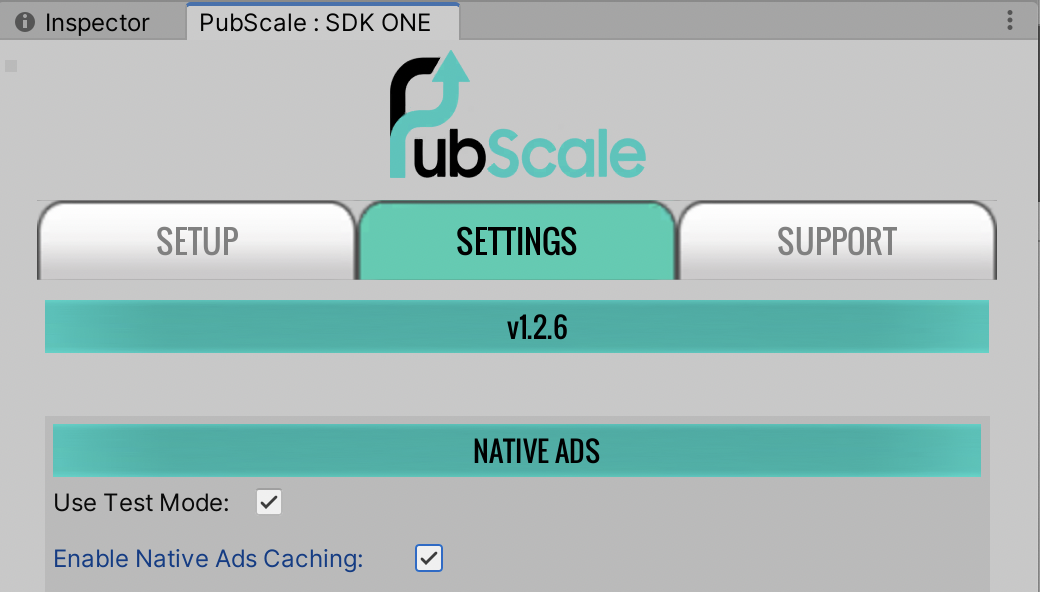 Inspector
PubScale : SDK ONE
PubScale
SETUP
SETTINGS
SUPPORT
v1.2.6
NATIVE ADS
Use Test Mode:
Enable Native Ads Caching: